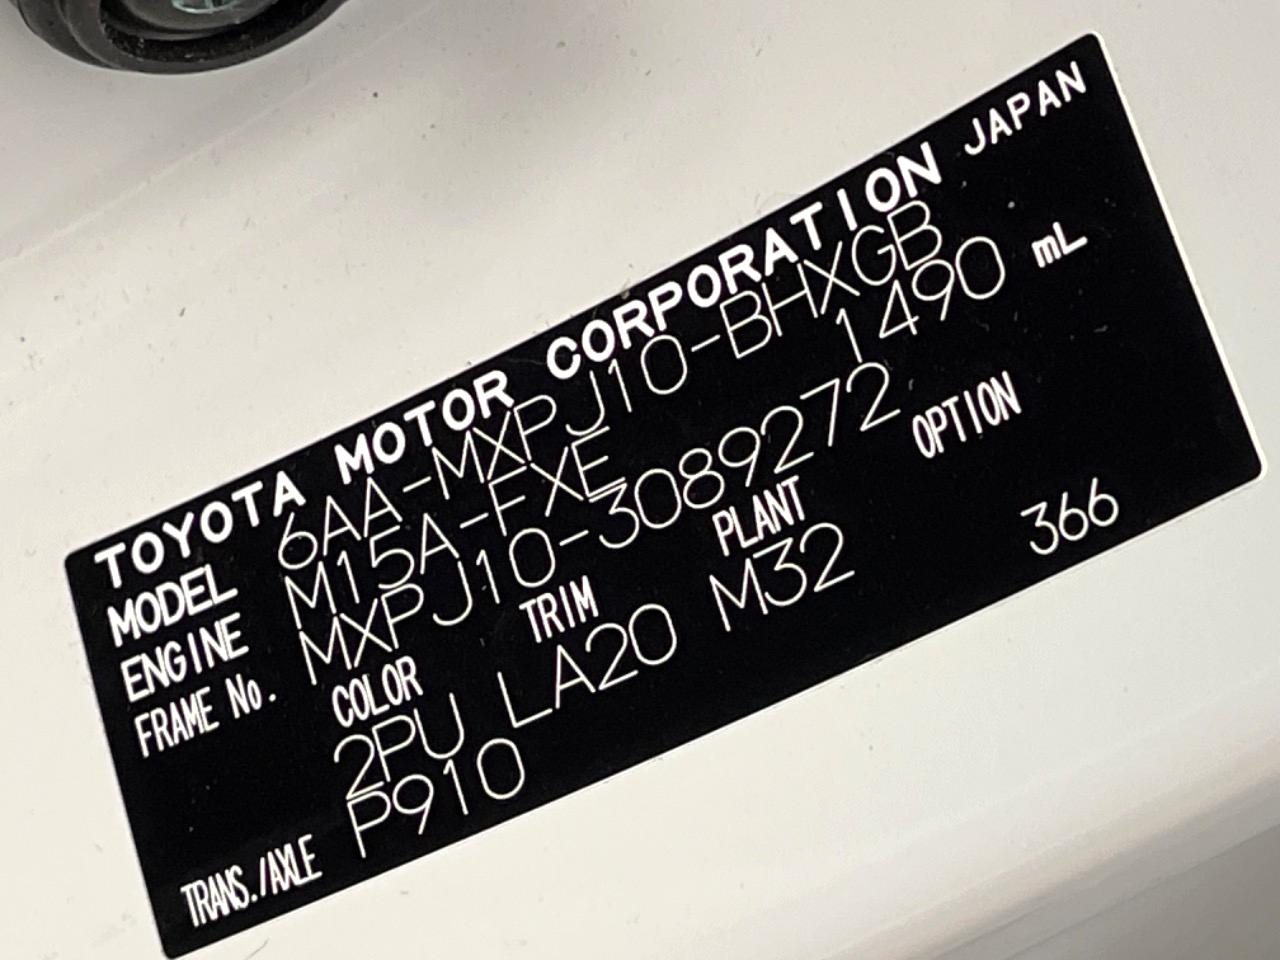 TOYOTA MOTOR CORPORATION JAPAN
MODEL 6AA-MXPJ10-BHXGB
ENGINE M15A-FXE 1490 mL
FRAME No. MXPJ10-3089272
COLOR TRIM PLANT OPTION
2PU LA20 M32 366
TRANS./AXLE P910